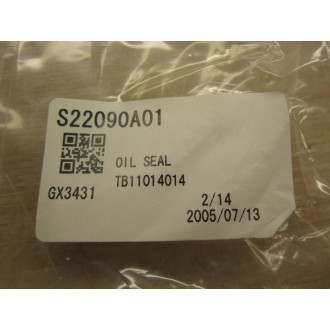 S22090A01
OIL SEAL
TB11014014
GX3431
2/14
2005/07/13